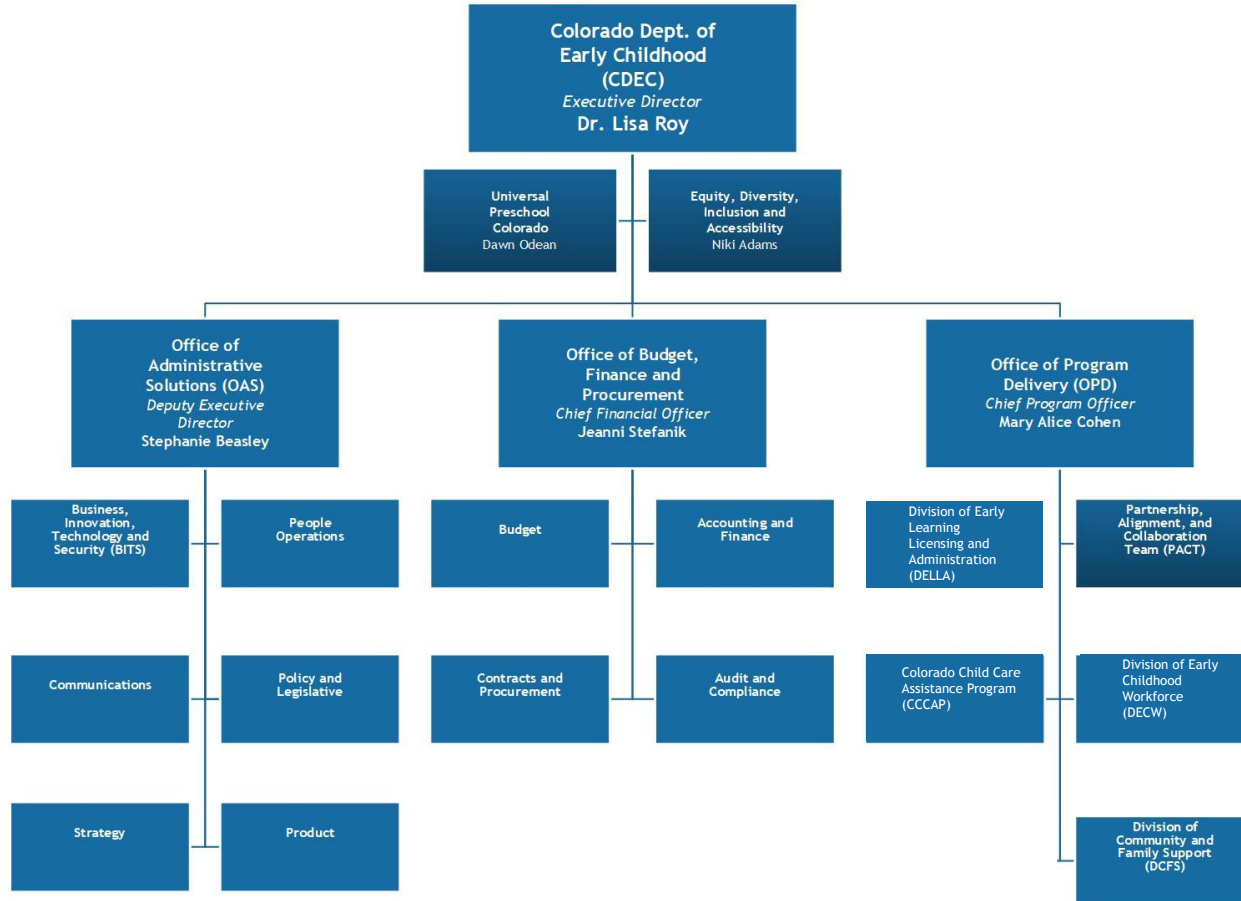 Colorado Dept. of
Early Childhood
(CDEC)
Executive Director
Dr. Lisa Roy
Universal
Preschool
Colorado
Dawn Odean
Equity, Diversity,
Inclusion and
Accessibility
Niki Adams
Office of
Administrative
Solutions (OAS)
Deputy Executive
Director
Stephanie Beasley
Office of Budget,
Finance and
Procurement
Chief Financial Officer
Jeanni Stefanik
Office of Program
Delivery (OPD)
Chief Program Officer
Mary Alice Cohen
Business,
Innovation,
Technology and
Security (BITS)
People
Operations
Budget
Accounting and
Finance
Division of Early
Learning
Licensing and
Administration
(DELLA)
Partnership,
Alignment, and
Collaboration
Team (PACT)
Communications
Policy and
Legislative
Contracts and
Procurement
Audit and
Compliance
Colorado Child Care
Assistance Program
(CCCAP)
Division of Early
Childhood
Workforce
(DECW)
Strategy
Product
Division of
Community and
Family Support
(DCFS)